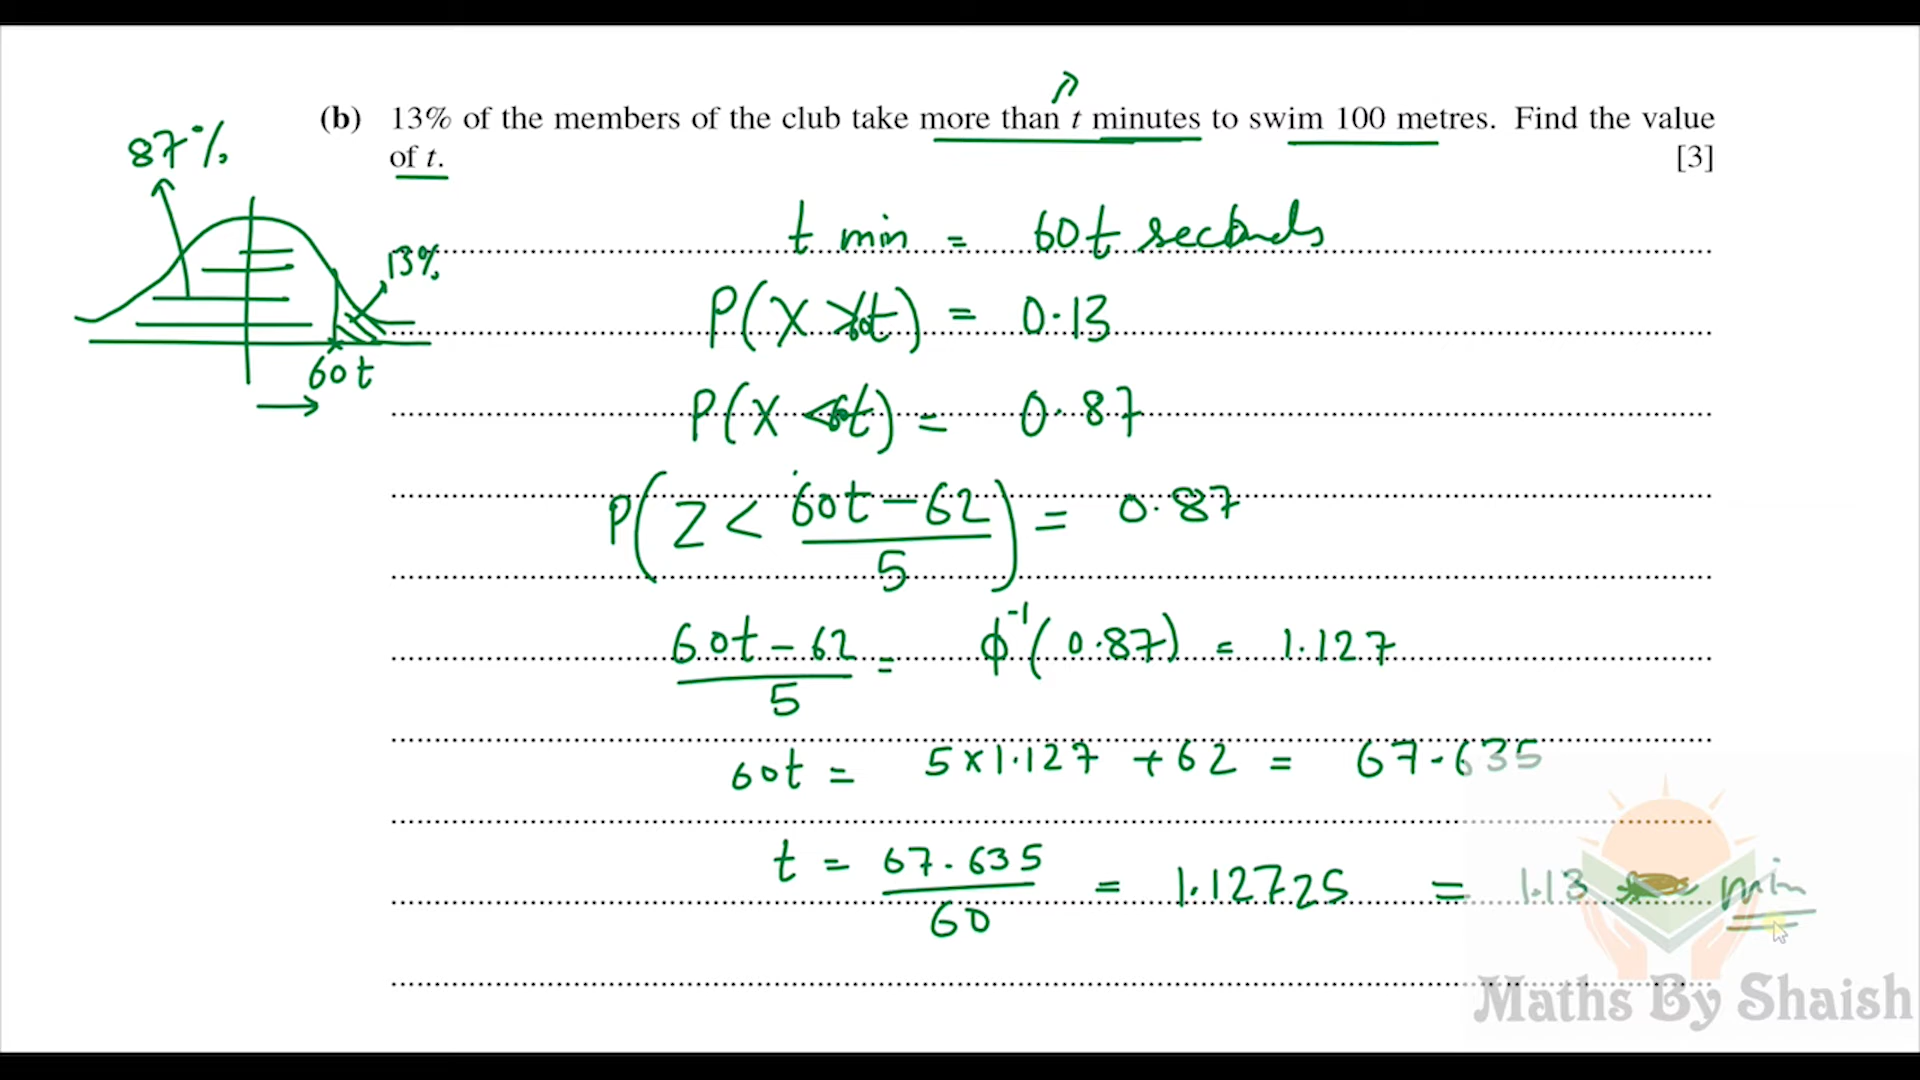 (b) 13% of the members of the club take more than t minutes to swim 100 metres. Find the value
of t. [3]
87%
13%
60t
t min = 60t seconds
P(X > 60t) = 0.13
P(X < 60t) = 0.87
P(Z < 60t - 62 / 5) = 0.87
60t - 62 / 5 = ϕ⁻¹(0.87) = 1.127
60t = 5 x 1.127 + 62 = 67.635
t = 67.635 / 60 = 1.12725 = 1.13 min
Maths By Shaish